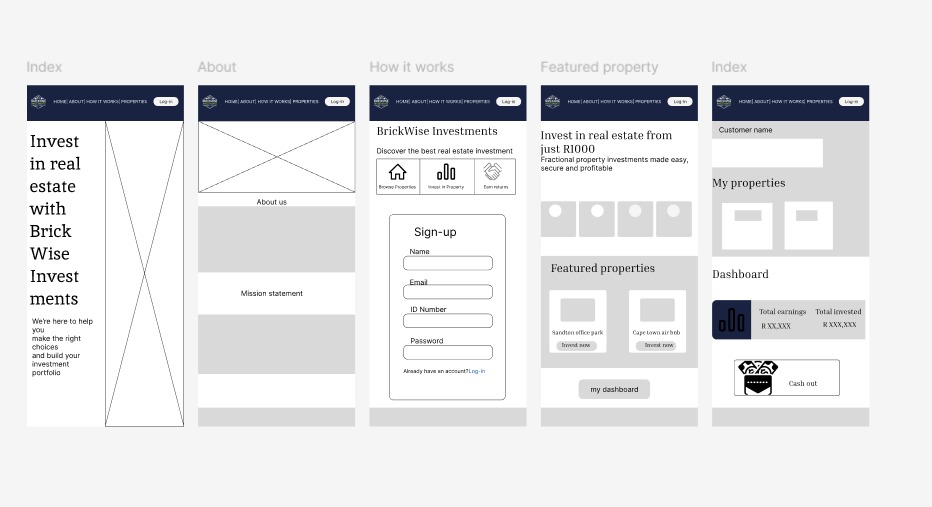 Index
HOME| ABOUT| HOW IT WORKS| PROPERTIES
Log-in
Invest
in real
estate
with
Brick
Wise
Invest
ments
We're here to help
you
make the right
choices
and build your
investment
portfolio
About
HOME| ABOUT| HOW IT WORKS| PROPERTIES
Log-in
About us
Mission statement
How it works
HOME| ABOUT| HOW IT WORKS| PROPERTIES
Log-in
BrickWise Investments
Discover the best real estate investment
Browse Properties
Invest in Property
Earn returns
Sign-up
Name
Email
ID Number
Password
Already have an account?Log-in
Featured property
HOME| ABOUT| HOW IT WORKS| PROPERTIES
Log-in
Invest in real estate from
just R1000
Fractional property investments made easy,
secure and profitable
Featured properties
Sandton office park
Invest now
Cape town air bnb
Invest now
my dashboard
Index
HOME| ABOUT| HOW IT WORKS| PROPERTIES
Log-in
Customer name
My properties
Dashboard
Total earnings
R XX,XXX
Total invested
R XXX,XXX
Cash out